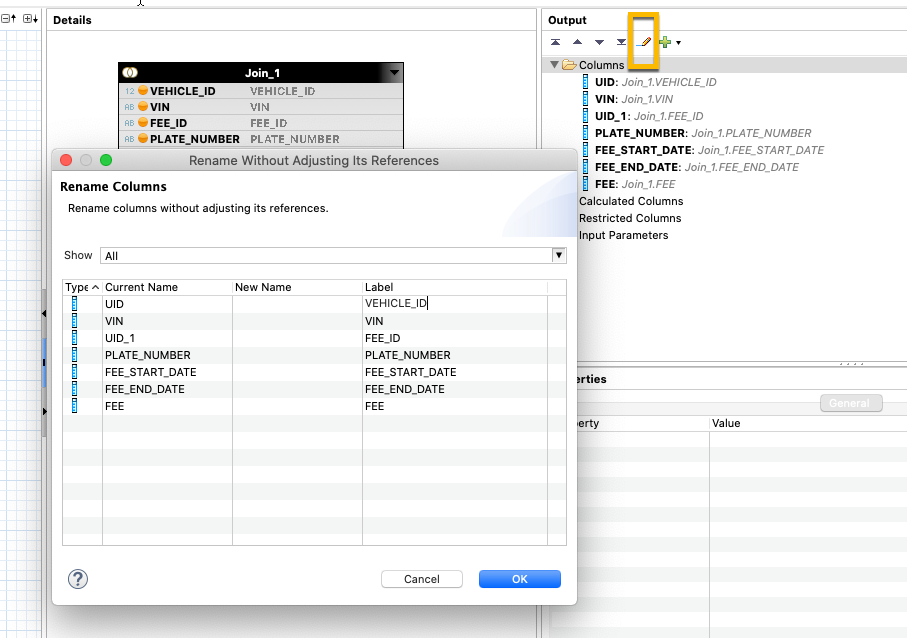 Details
Join_1
12 VEHICLE_ID VEHICLE_ID
AB VIN VIN
AB FEE_ID FEE_ID
AB PLATE_NUMBER PLATE_NUMBER
Output
Columns
UID: Join_1.VEHICLE_ID
VIN: Join_1.VIN
UID_1: Join_1.FEE_ID
PLATE_NUMBER: Join_1.PLATE_NUMBER
FEE_START_DATE: Join_1.FEE_START_DATE
FEE_END_DATE: Join_1.FEE_END_DATE
FEE: Join_1.FEE
Calculated Columns
Restricted Columns
Input Parameters
Rename Without Adjusting Its References
Rename Columns
Rename columns without adjusting its references.
Show All
Type Current Name New Name Label
UID VEHICLE_ID
VIN VIN
UID_1 FEE_ID
PLATE_NUMBER PLATE_NUMBER
FEE_START_DATE FEE_START_DATE
FEE_END_DATE FEE_END_DATE
FEE FEE
? Cancel OK
erties
General
perty Value